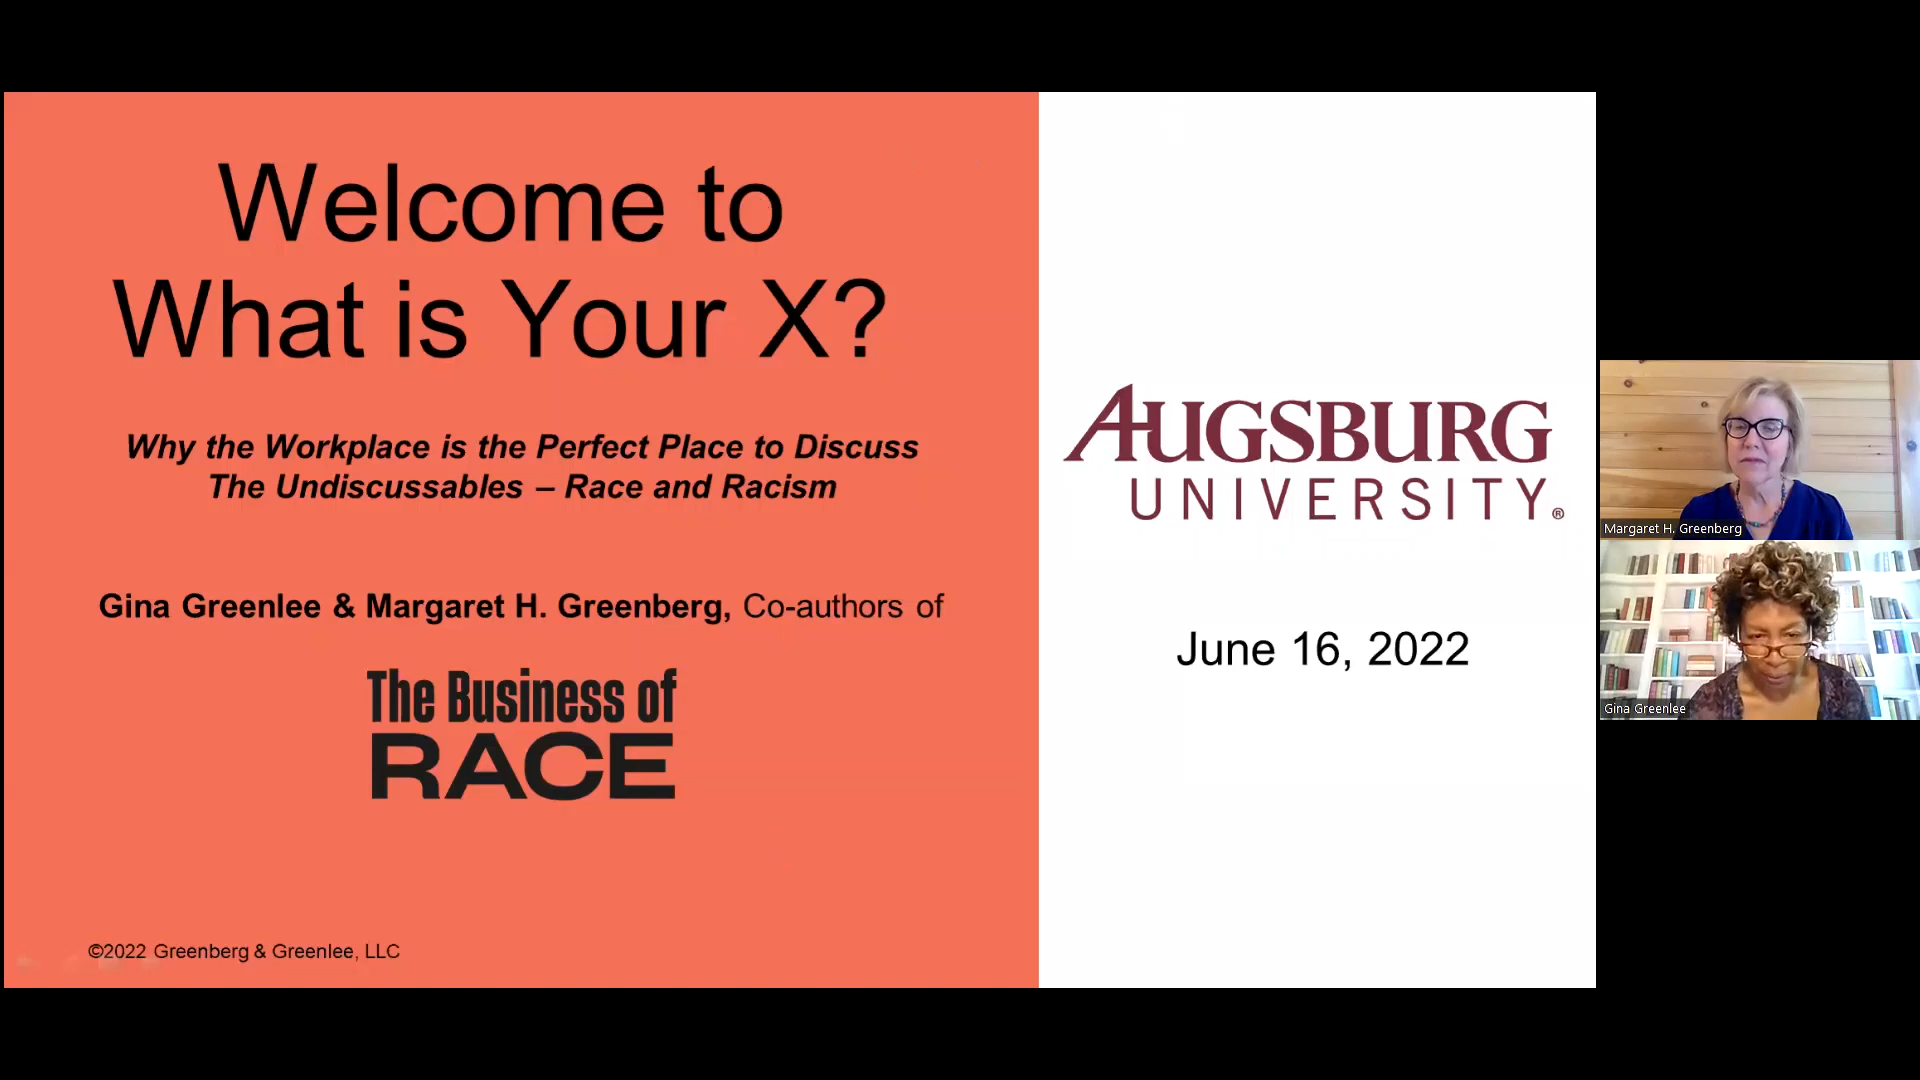 Welcome to
What is Your X?
Why the Workplace is the Perfect Place to Discuss
The Undiscussables – Race and Racism
Gina Greenlee & Margaret H. Greenberg, Co-authors of
The Business of
RACE
©2022 Greenberg & Greenlee, LLC
AUGSBURG
UNIVERSITY®
June 16, 2022
Margaret H. Greenberg
Gina Greenlee